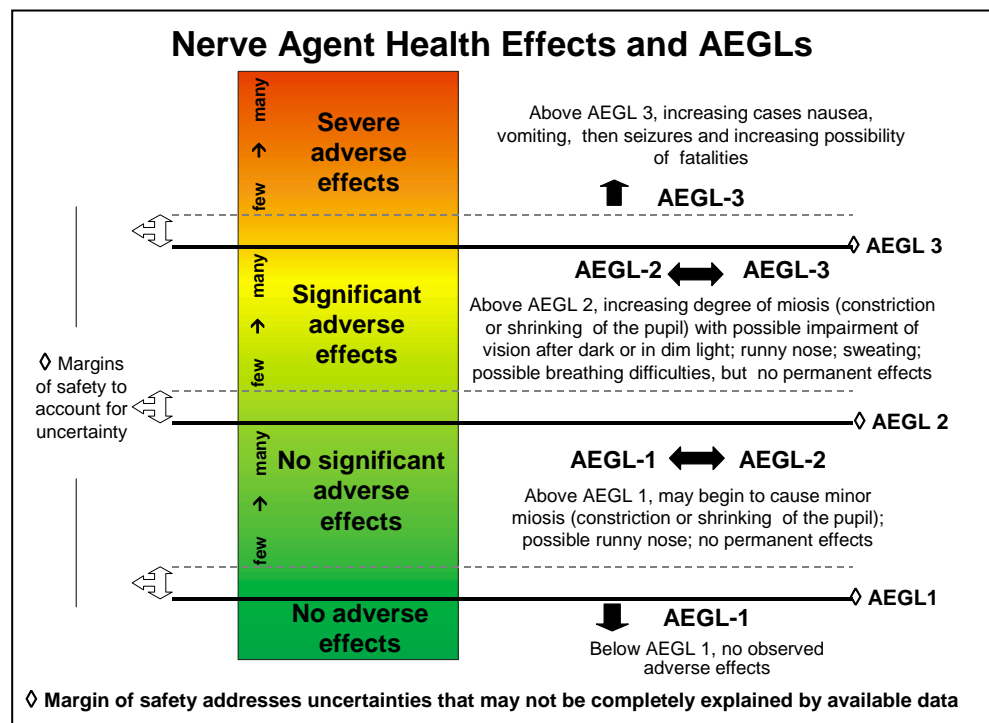 Nerve Agent Health Effects and AEGLs
few → many
Severe
adverse
effects
Above AEGL 3, increasing cases nausea,
vomiting, then seizures and increasing possibility
of fatalities
AEGL-3
◊ AEGL 3
few → many
Significant
adverse
effects
AEGL-2 AEGL-3
Above AEGL 2, increasing degree of miosis (constriction
or shrinking of the pupil) with possible impairment of
vision after dark or in dim light; runny nose; sweating;
possible breathing difficulties, but no permanent effects
◊ Margins
of safety to
account for
uncertainty
◊ AEGL 2
few → many
No significant
adverse
effects
AEGL-1 AEGL-2
Above AEGL 1, may begin to cause minor
miosis (constriction or shrinking of the pupil);
possible runny nose; no permanent effects
◊ AEGL1
No adverse
effects
AEGL-1
Below AEGL 1, no observed
adverse effects
◊ Margin of safety addresses uncertainties that may not be completely explained by available data